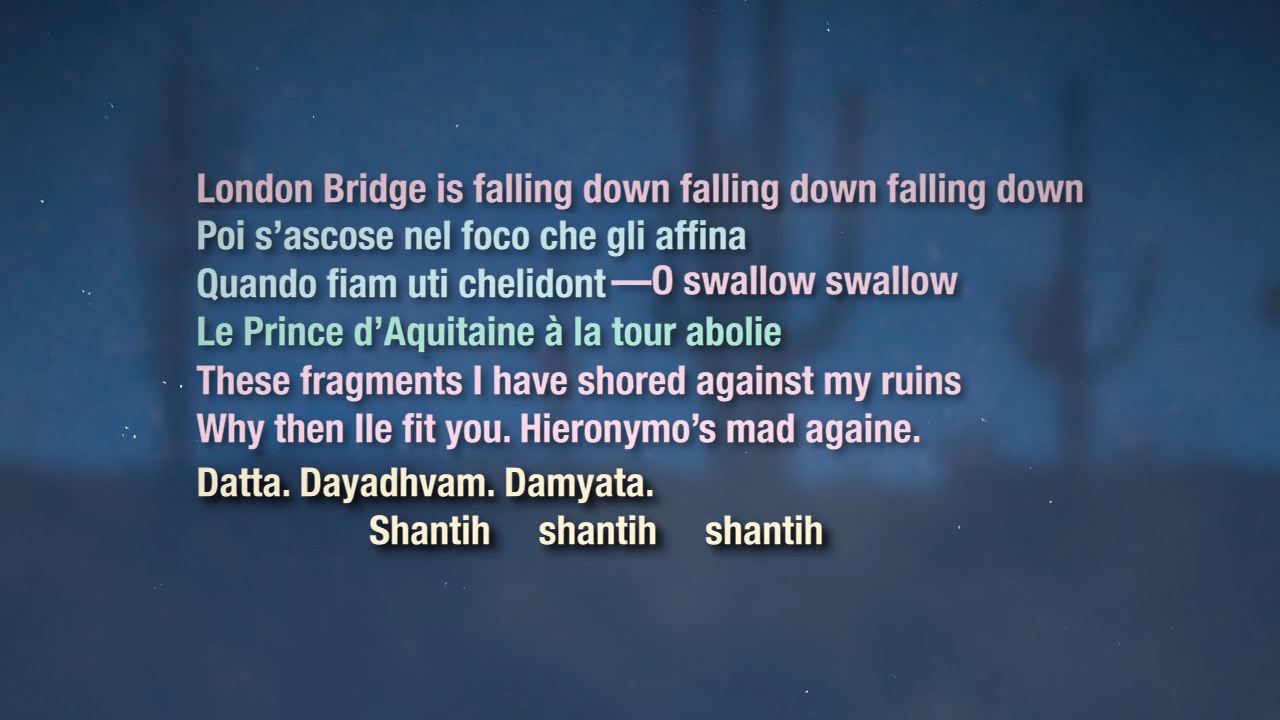 London Bridge is falling down falling down falling down
Poi s’ascose nel foco che gli affina
Quando fiam uti chelidont —O swallow swallow
Le Prince d’Aquitaine à la tour abolie
These fragments I have shored against my ruins
Why then Ile fit you. Hieronymo’s mad againe.
Datta. Dayadhvam. Damyata.
Shantih shantih shantih